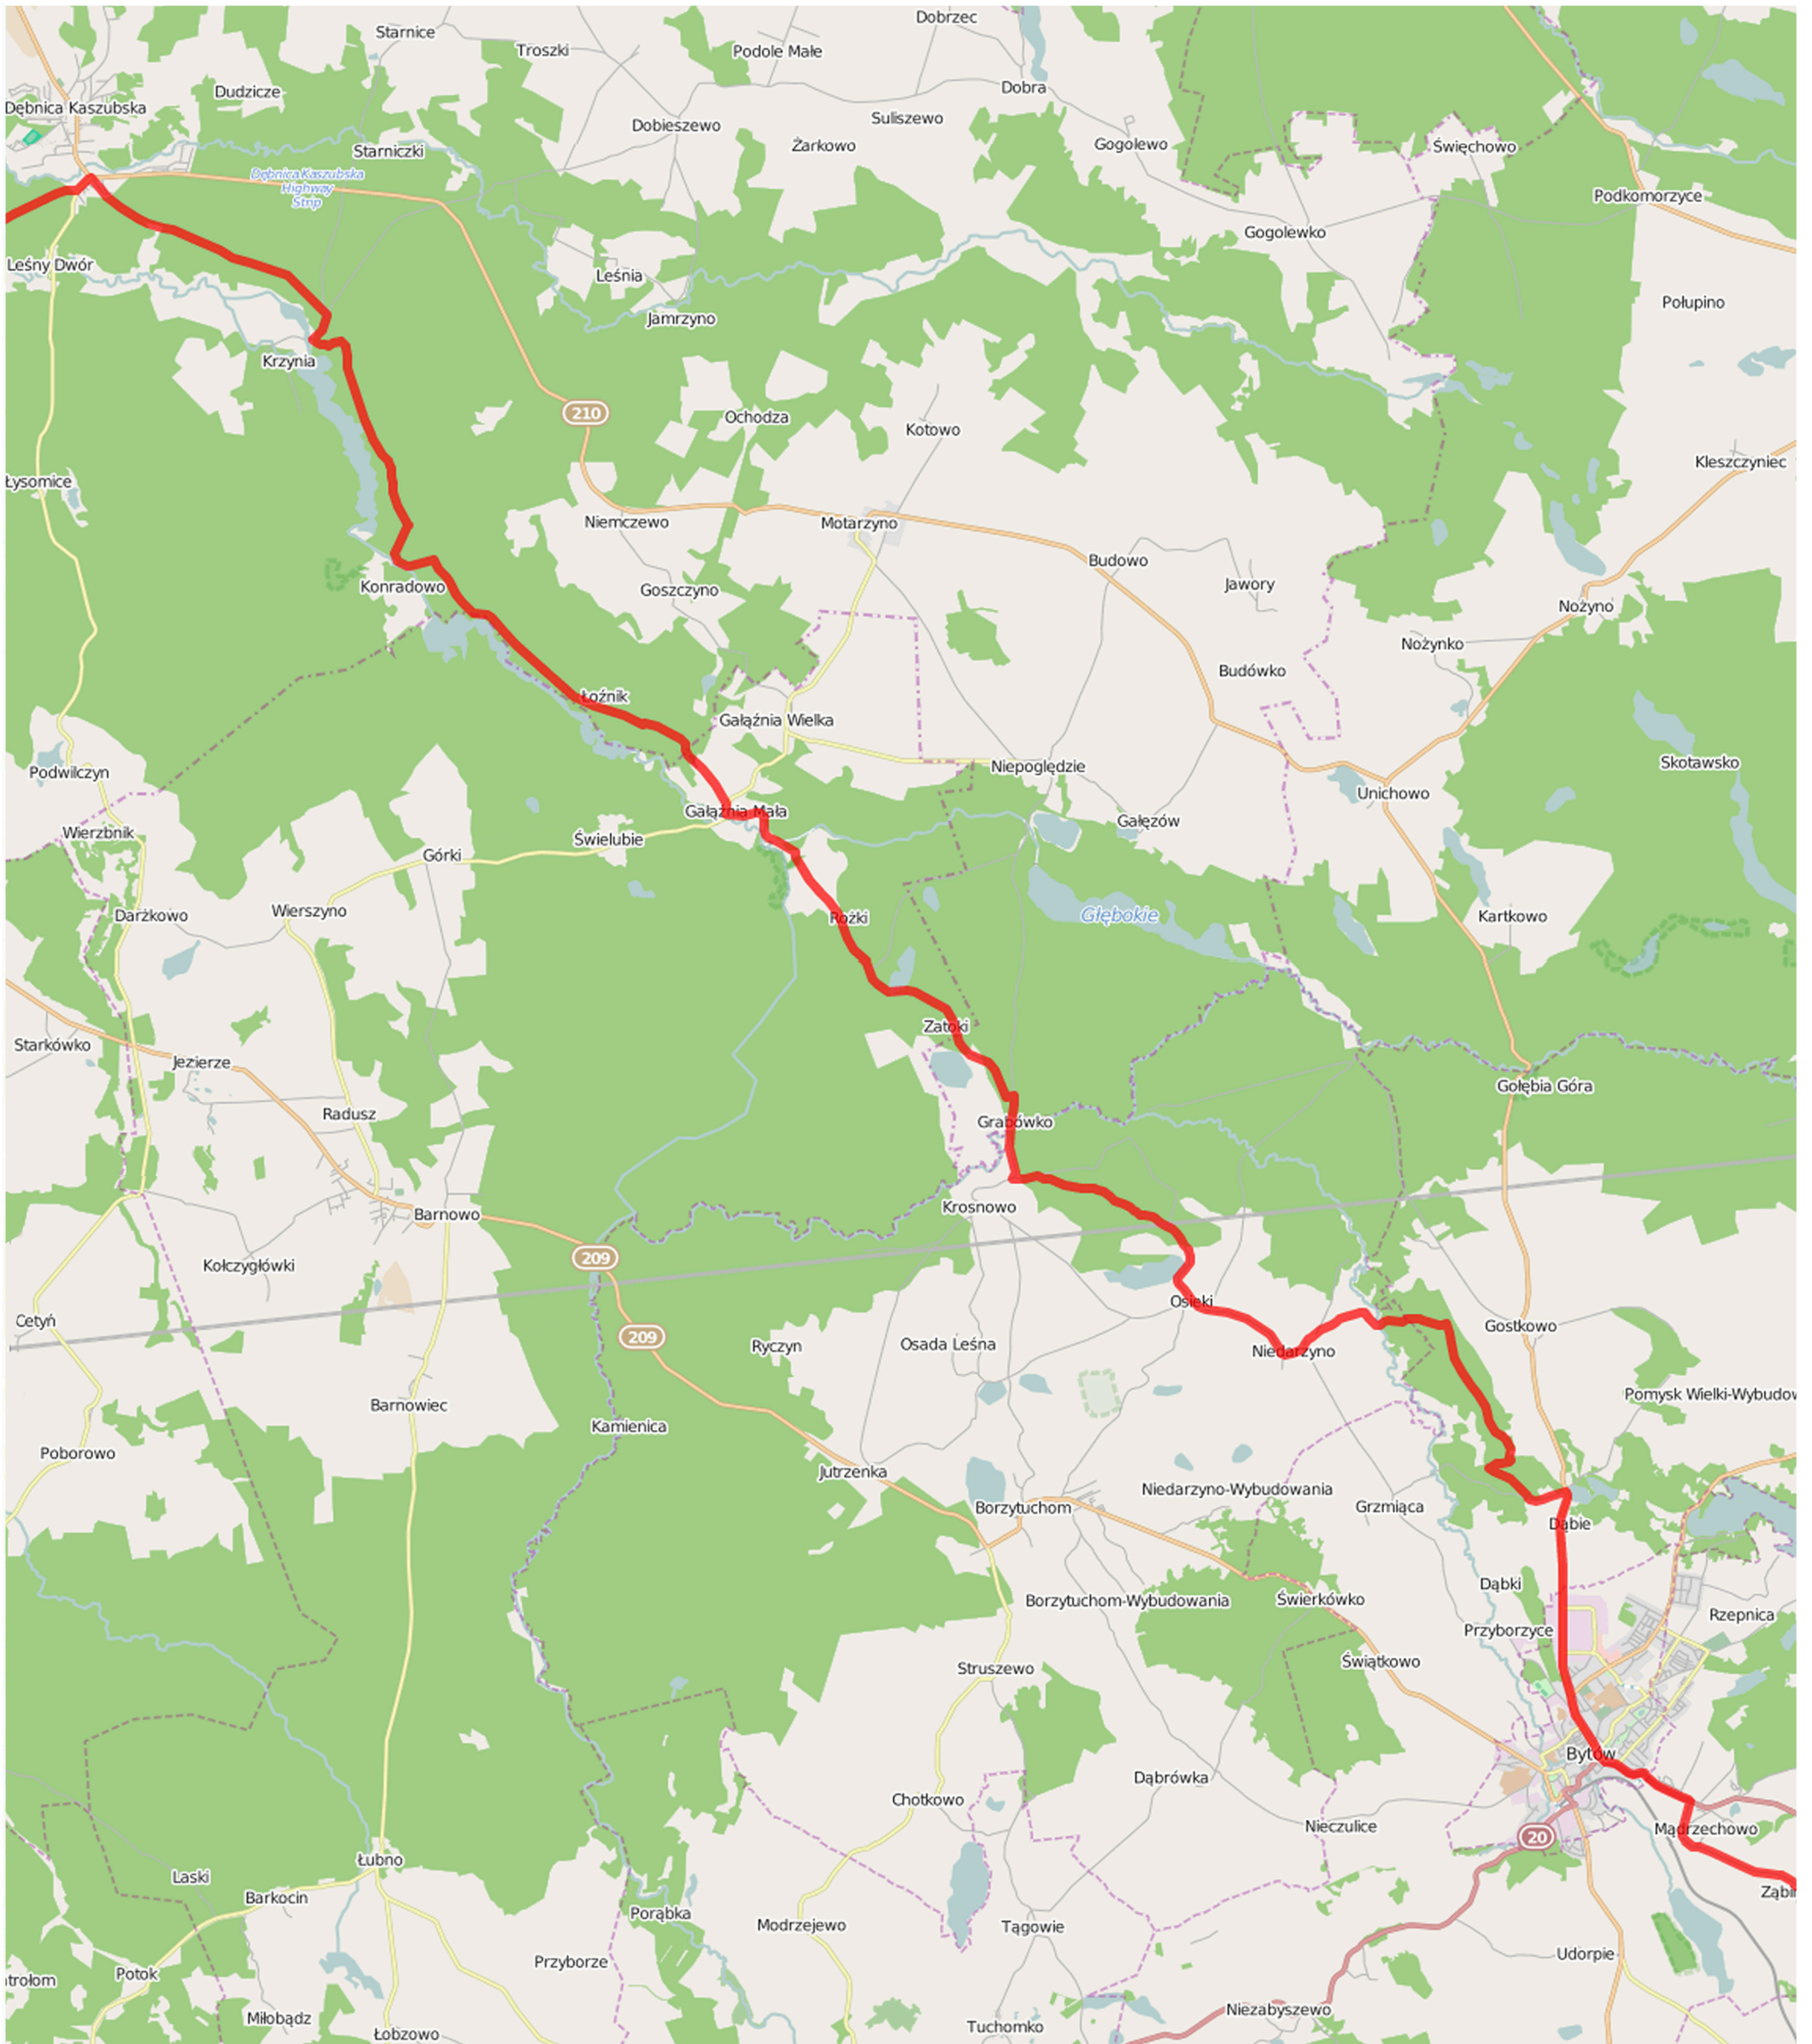 Dobrzec
Starnice
Troszki
Podole Małe
Dobra
Dudzicze
Dębnica Kaszubska
Suliszewo
Dobieszewo
Żarkowo
Gogolewo
Święchowo
Starniczki
Dębnica Kaszubska
Highway
Strip
Podkomorzyce
Gogolewko
Leśny Dwór
Leśnia
Połupino
Jamrzyno
Krzynia
210
Ochodza
Kotowo
Kleszczyniec
Łysomice
Niemczewo
Motarzyno
Budowo
Jawory
Konradowo
Goszczyno
Nożyno
Nożynko
Budówko
Łoźnik
Gałąźnia Wielka
Niepoględzie
Skotawsko
Podwilczyn
Unichowo
Gałąźnia Mała
Gałęzów
Wierzbnik
Świelubie
Górki
Darżkowo
Wierszyno
Głębokie
Kartkowo
Rożki
Zatoki
Starkówko
Jezierze
Gołębia Góra
Radusz
Grabówko
Krosnowo
Barnowo
209
Kołczygłówki
Osieki
Cetyń
Gostkowo
209
Ryczyn
Osada Leśna
Niedarzyno
Pomysk Wielki-Wybudow
Barnowiec
Kamienica
Poborowo
Jutrzenka
Niedarzyno-Wybudowania
Borzytuchom
Grzmiąca
Dąbie
Dąbki
Borzytuchom-Wybudowania
Świerkówko
Rzepnica
Przyborzyce
Świątkowo
Struszewo
Bytów
Dąbrówka
Chotkowo
Nieczulice
Mądrzechowo
20
Łubno
Laski
Ząbi
Barkocin
Porąbka
Modrzejewo
Tągowie
Udorpie
Przyborze
Potok
atrołom
Niezabyszewo
Miłobądz
Tuchomko
Łobzowo